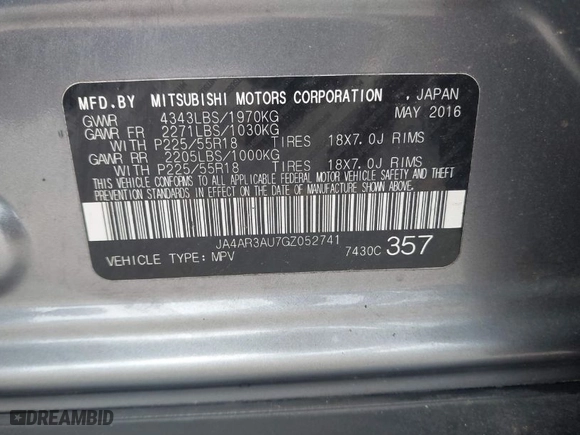 MFD.BY MITSUBISHI MOTORS CORPORATION , JAPAN
GVWR 4343LBS/1970KG MAY 2016
GAWR FR 2271LBS/1030KG
WITH P225/55R18 TIRES 18X7.0J RIMS
GAWR RR 2205LBS/1000KG
WITH P225/55R18 TIRES 18X7.0J RIMS
THIS VEHICLE CONFORMS TO ALL APPLICABLE FEDERAL MOTOR VEHICLE SAFETY AND THEFT
PREVENTION STANDARDS IN EFFECT ON THE DATE OF MANUFACTURE SHOWN ABOVE.
JA4AR3AU7GZ052741
VEHICLE TYPE: MPV 7430C 357
DREAMBID